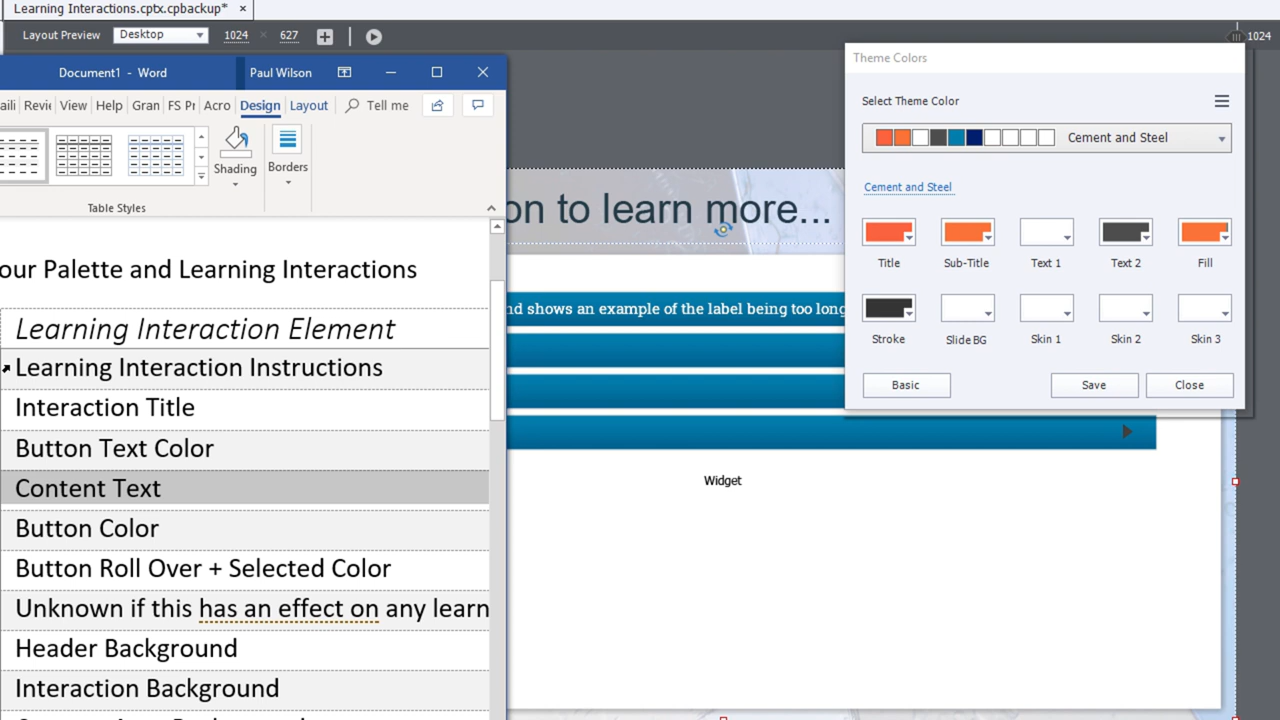 Learning Interactions.cptx.cpbackup* ×
Layout Preview Desktop 1024 × 627 1024
Document1 - Word Paul Wilson
aili Revie View Help Gran FS Pr Acro Design Layout Tell me
Shading
Borders
Table Styles
our Palette and Learning Interactions
Learning Interaction Element
Learning Interaction Instructions
Interaction Title
Button Text Color
Content Text
Button Color
Button Roll Over + Selected Color
Unknown if this has an effect on any learn
Header Background
Interaction Background
on to learn more...
nd shows an example of the label being too long
Widget
Theme Colors
Select Theme Color
Cement and Steel
Cement and Steel
Title Sub-Title Text 1 Text 2 Fill
Stroke Slide BG Skin 1 Skin 2 Skin 3
Basic Save Close